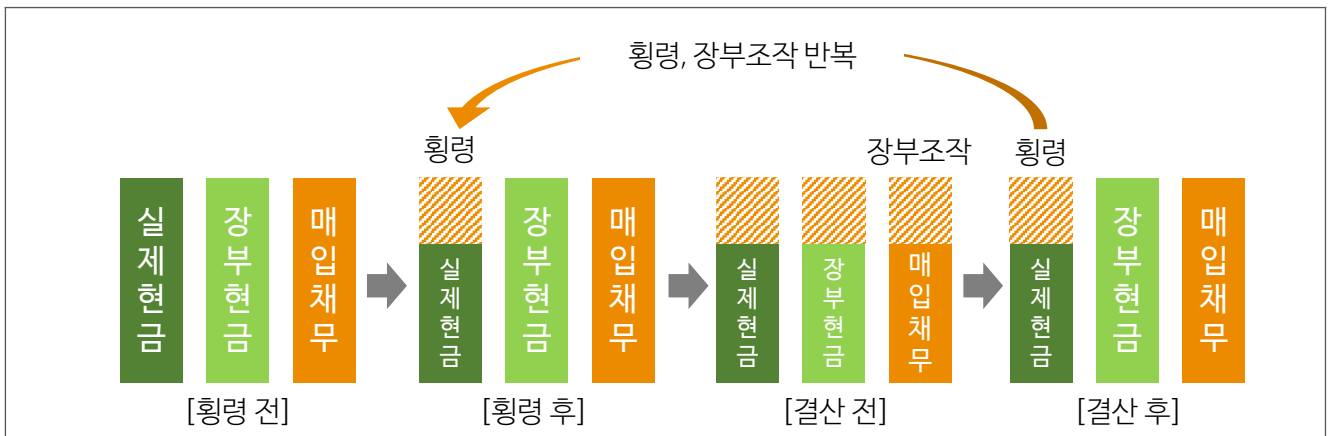 횡령, 장부조작 반복
횡령
장부조작
횡령
실제현금
장부현금
매입채무
실제현금
장부현금
매입채무
실제현금
장부현금
매입채무
실제현금
장부현금
매입채무
[횡령 전]
[횡령 후]
[결산 전]
[결산 후]